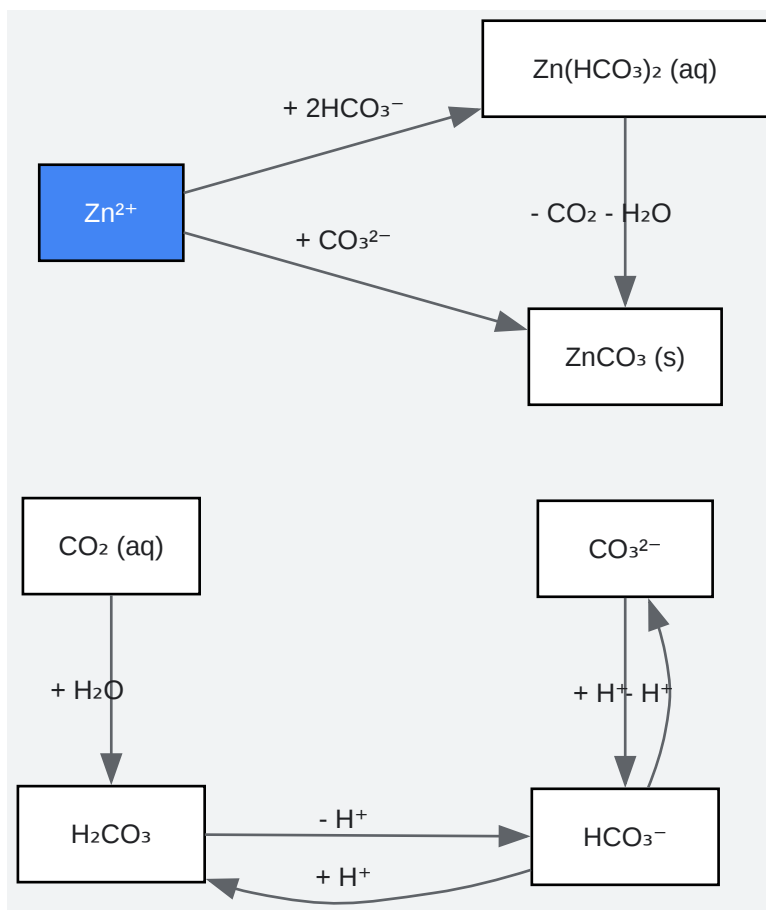 Zn(HCO₃)₂ (aq)
+ 2HCO₃⁻
Zn²⁺
- CO₂ - H₂O
+ CO₃²⁻
ZnCO₃ (s)
CO₂ (aq)
CO₃²⁻
+ H₂O
+ H⁺
- H⁺
H₂CO₃
- H⁺
HCO₃⁻
+ H⁺